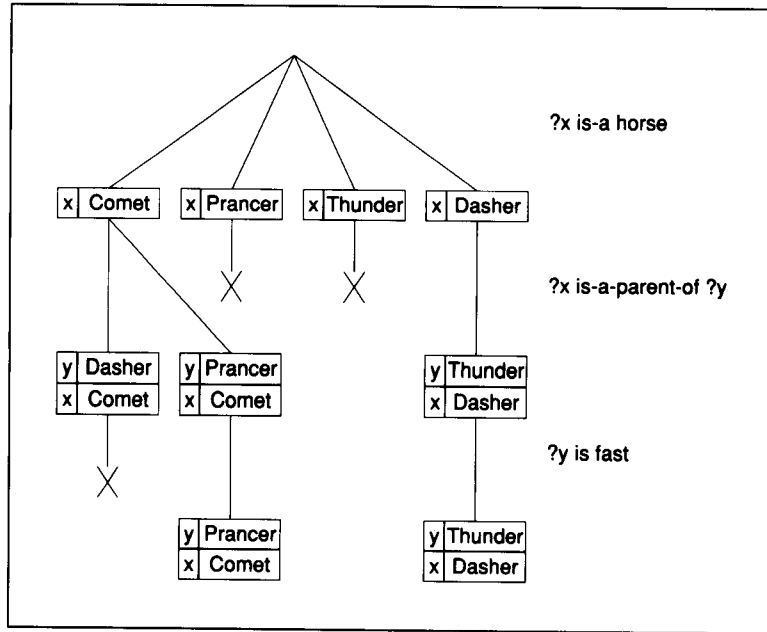 ?x is-a horse
x Comet x Prancer x Thunder x Dasher
?x is-a-parent-of ?y
y Dasher y Prancer y Thunder
x Comet x Comet x Dasher
?y is fast
y Prancer y Thunder
x Comet x Dasher